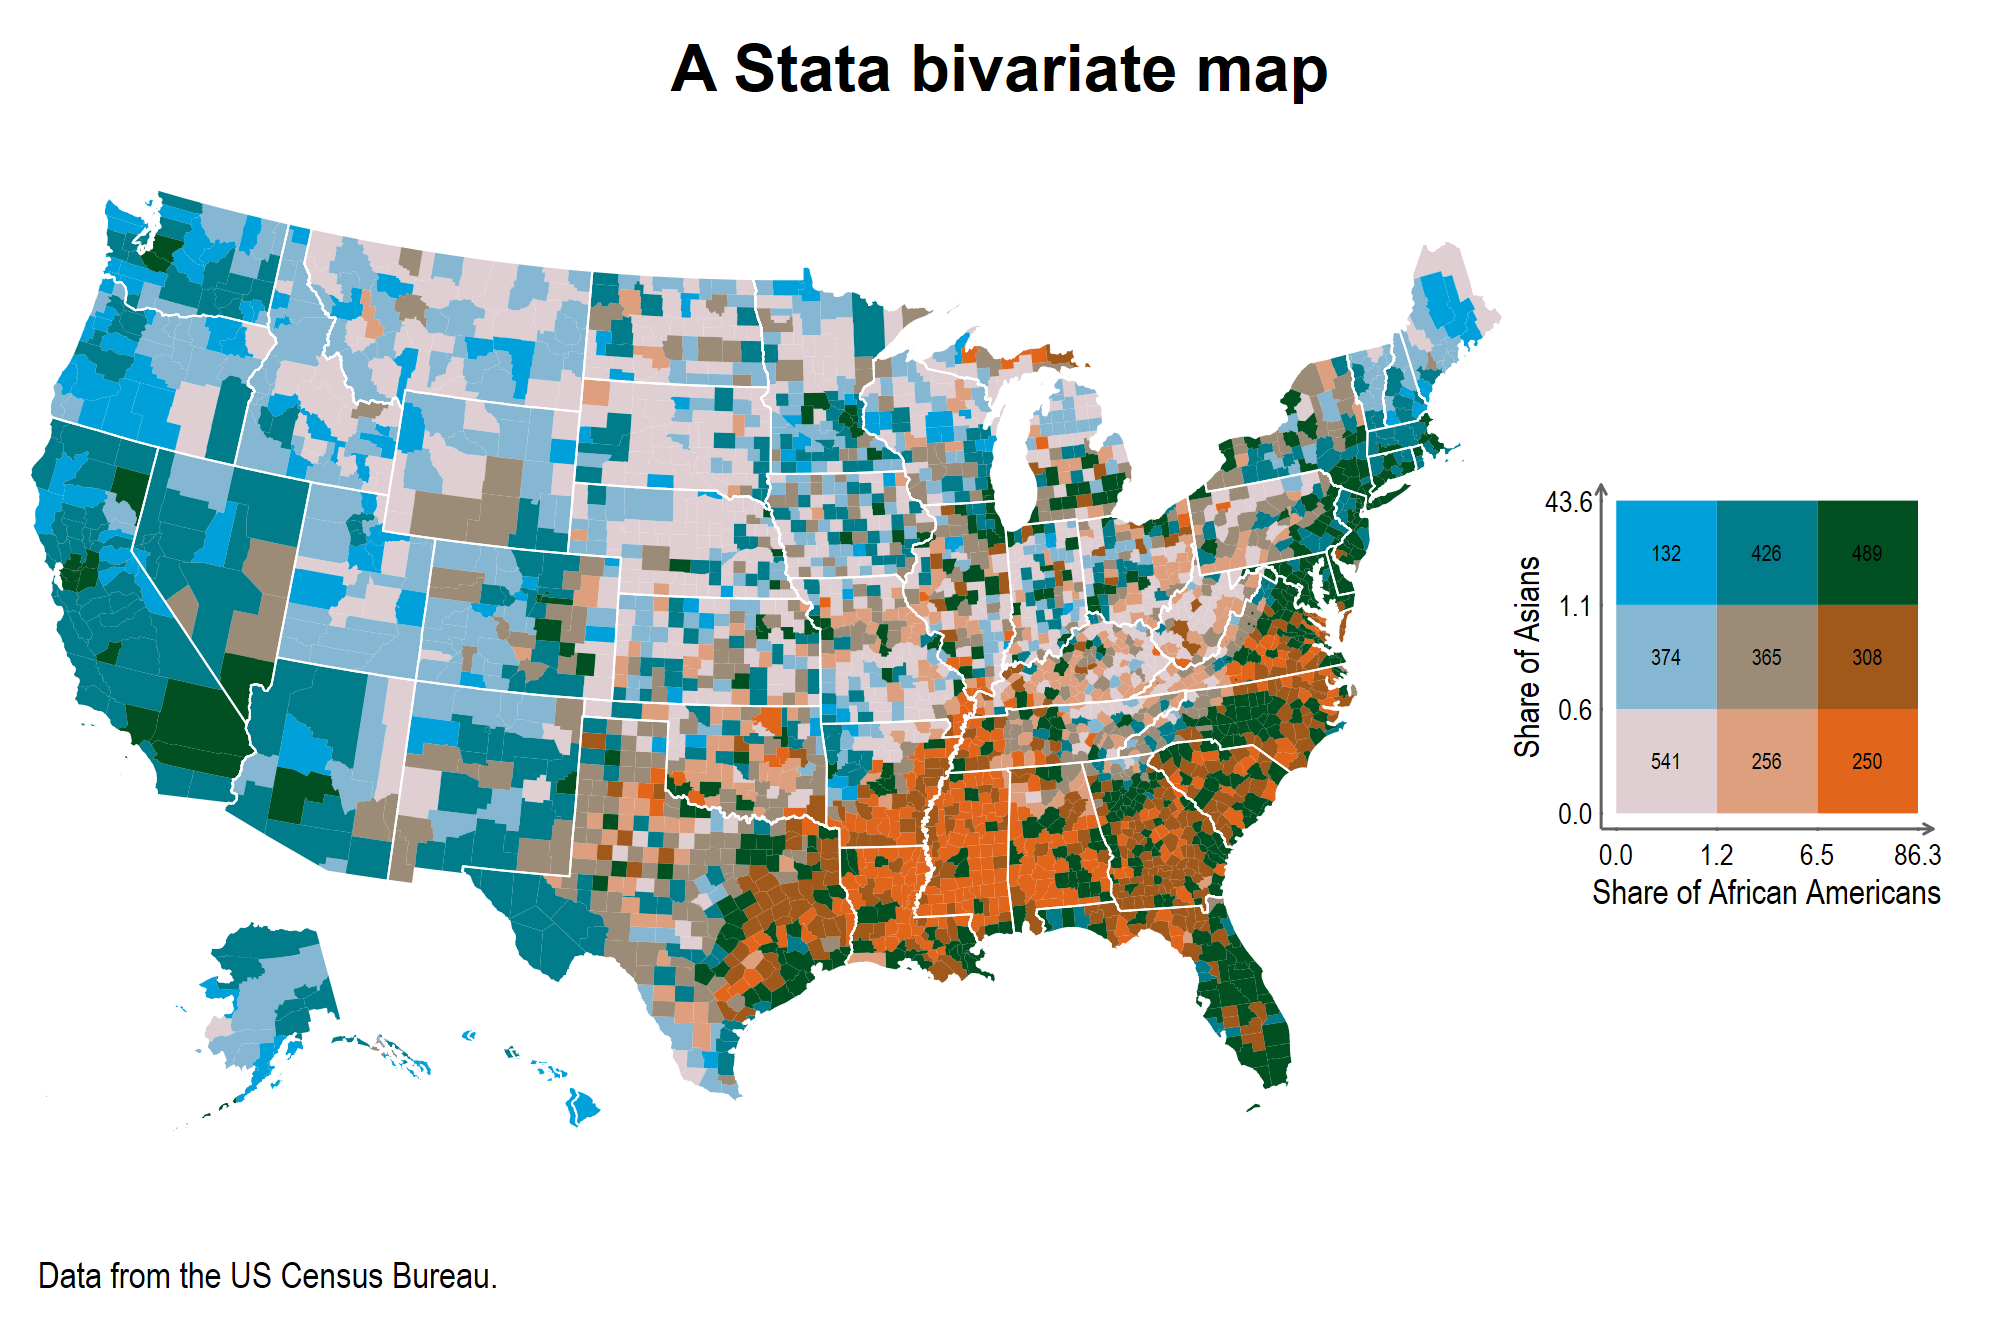 A Stata bivariate map
43.6
132 426 489
1.1
Share of Asians
374 365 308
0.6
541 256 250
0.0
0.0 1.2 6.5 86.3
Share of African Americans
Data from the US Census Bureau.